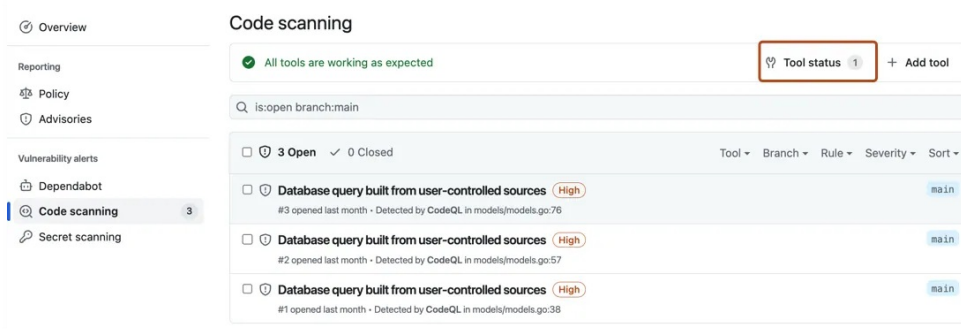 Overview
Reporting
Policy
Advisories
Vulnerability alerts
Dependabot
Code scanning 3
Secret scanning
Code scanning
All tools are working as expected
Tool status 1
Add tool
is:open branch:main
3 Open 0 Closed
Tool Branch Rule Severity Sort
Database query built from user-controlled sources High main
#3 opened last month • Detected by CodeQL in models/models.go:76
Database query built from user-controlled sources High main
#2 opened last month • Detected by CodeQL in models/models.go:57
Database query built from user-controlled sources High main
#1 opened last month • Detected by CodeQL in models/models.go:38